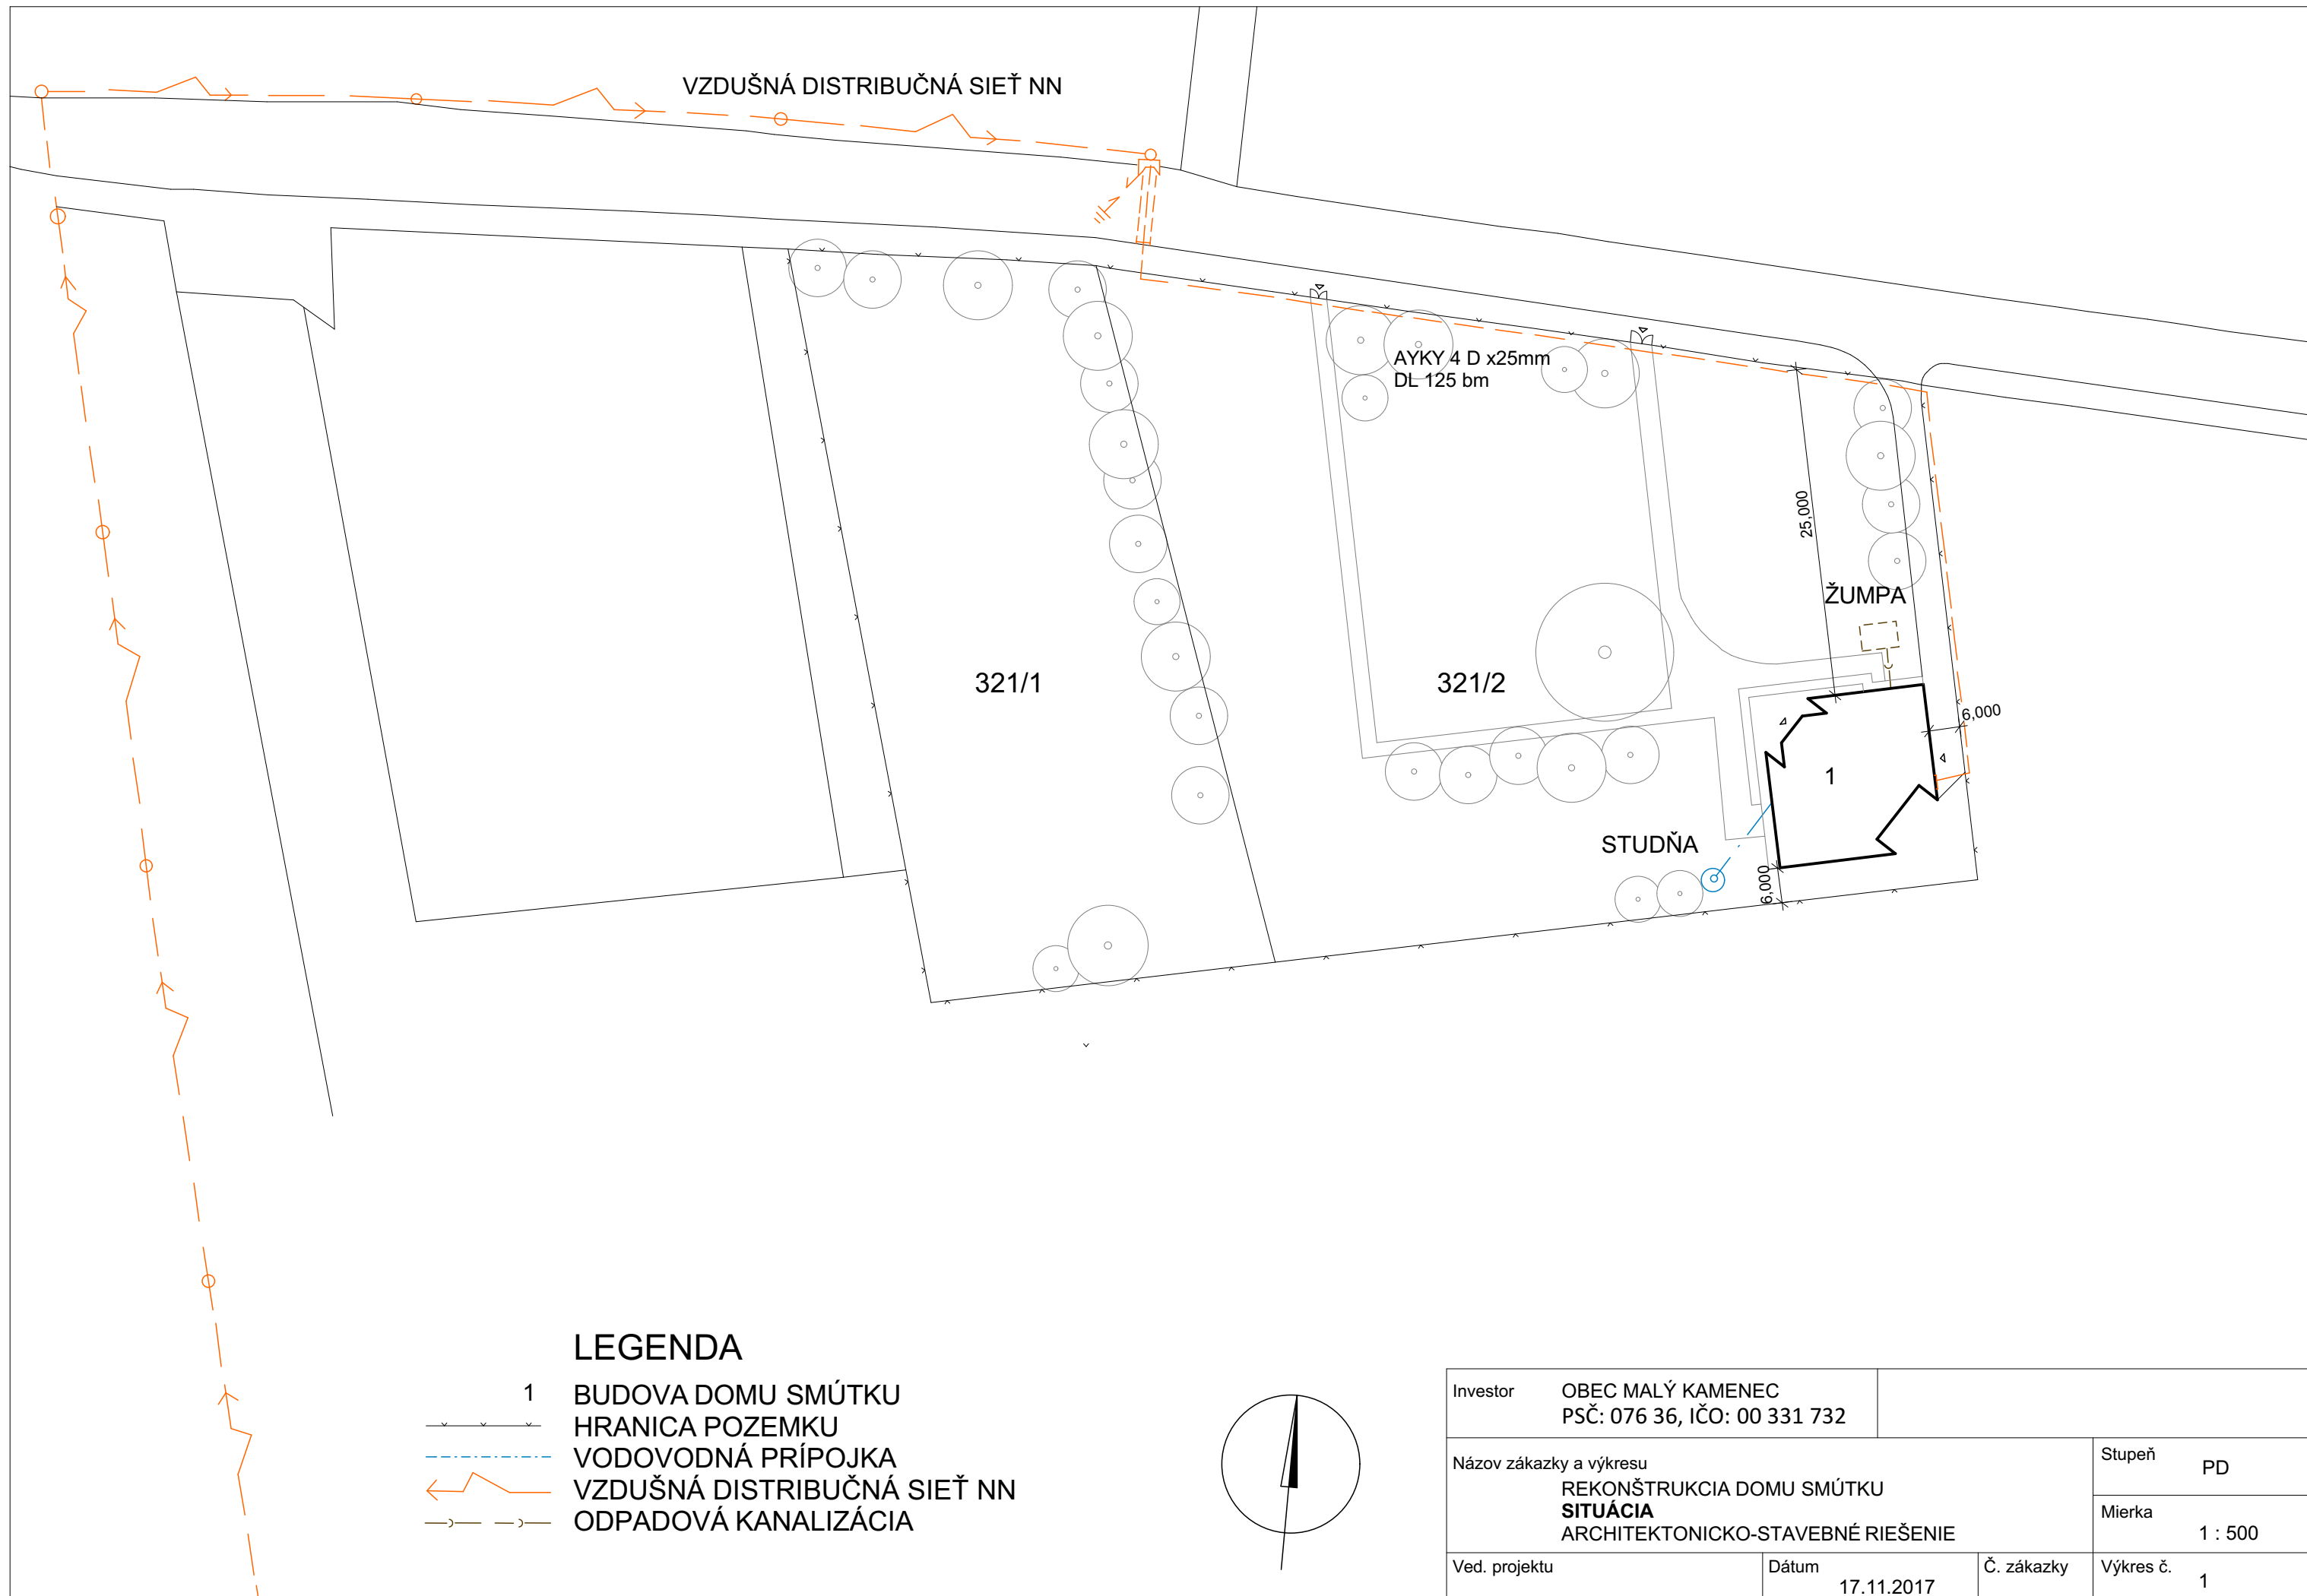 VZDUŠNÁ DISTRIBUČNÁ SIEŤ NN
AYKY 4 D x25mm
DL 125 bm
25,000
ŽUMPA
321/1
321/2
6,000
1
STUDŇA
6,000
LEGENDA
1 BUDOVA DOMU SMÚTKU
HRANICA POZEMKU
VODOVODNÁ PRÍPOJKA
VZDUŠNÁ DISTRIBUČNÁ SIEŤ NN
ODPADOVÁ KANALIZÁCIA
Investor OBEC MALÝ KAMENEC
PSČ: 076 36, IČO: 00 331 732
Názov zákazky a výkresu
REKONŠTRUKCIA DOMU SMÚTKU
SITUÁCIA
ARCHITEKTONICKO-STAVEBNÉ RIEŠENIE
Stupeň PD
Mierka
1 : 500
Ved. projektu
Dátum
17.11.2017
Č. zákazky
Výkres č. 1